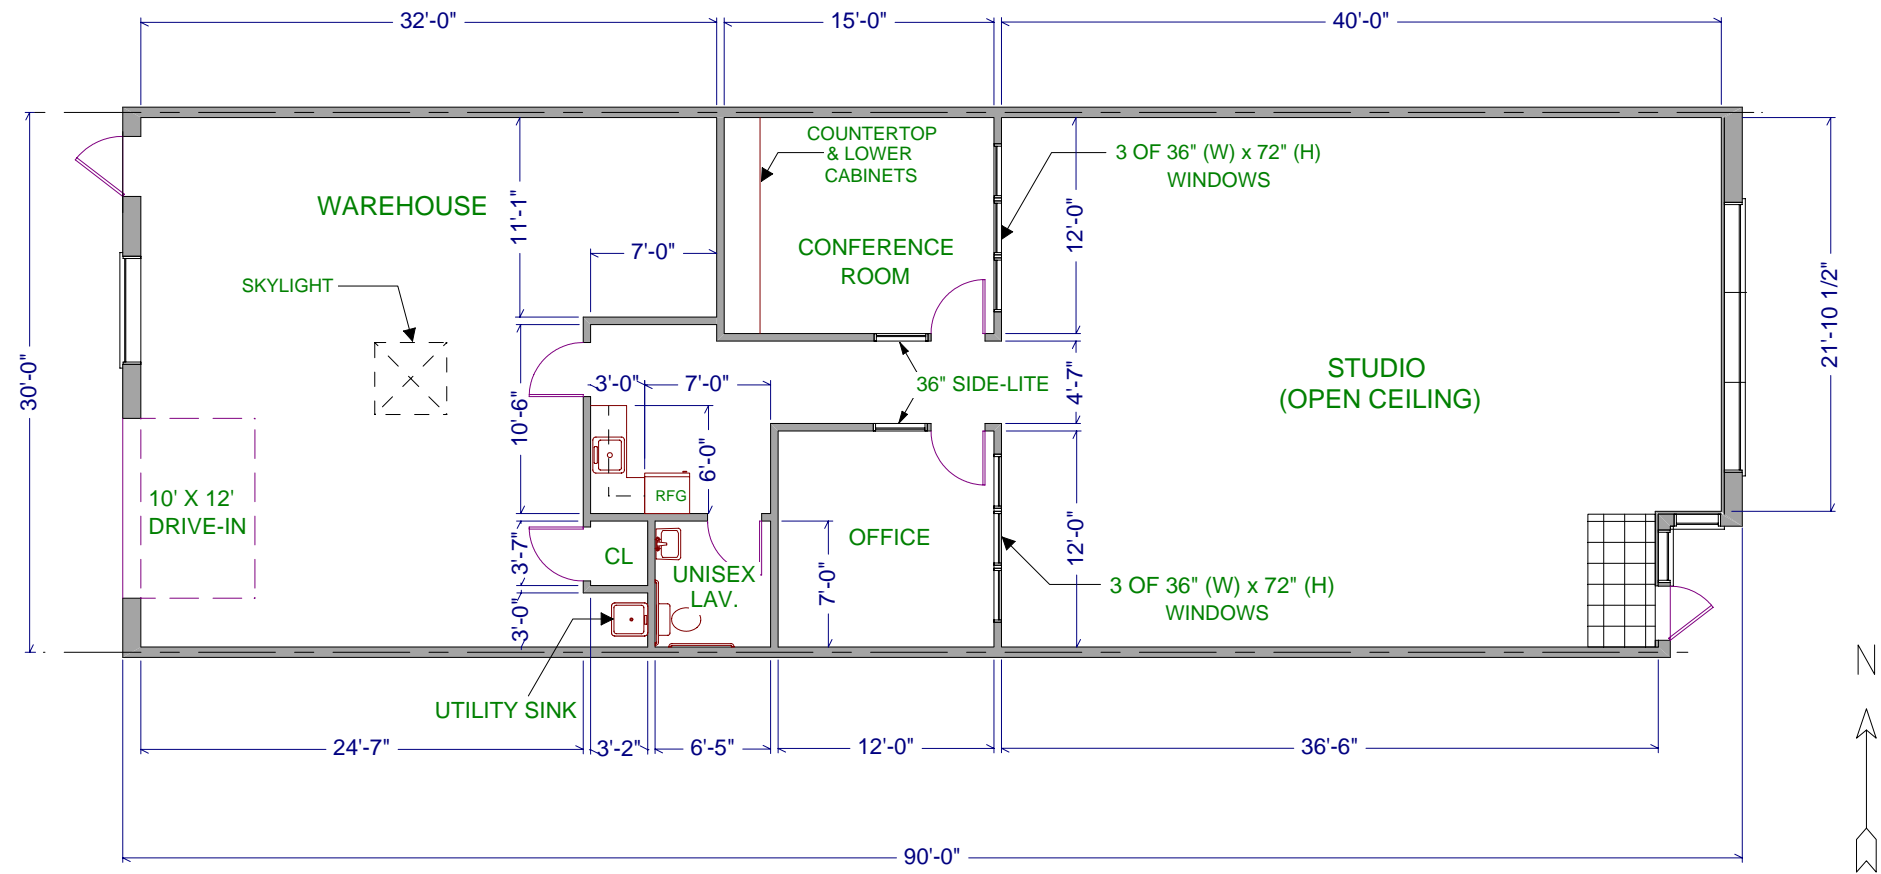 32'-0"
15'-0"
40'-0"
COUNTERTOP
& LOWER
CABINETS
3 OF 36" (W) x 72" (H)
WINDOWS
WAREHOUSE
11'-1"
12'-0"
CONFERENCE
ROOM
7'-0"
SKYLIGHT
21'-10 1/2"
30'-0"
STUDIO
(OPEN CEILING)
36" SIDE-LITE
4'-7"
3'-0"
7'-0"
10'-6"
6'-0"
RFG
10' X 12'
DRIVE-IN
OFFICE
12'-0"
CL
3'-7"
UNISEX
LAV.
7'-0"
3 OF 36" (W) x 72" (H)
WINDOWS
3'-0"
N
UTILITY SINK
24'-7"
3'-2"
6'-5"
12'-0"
36'-6"
90'-0"